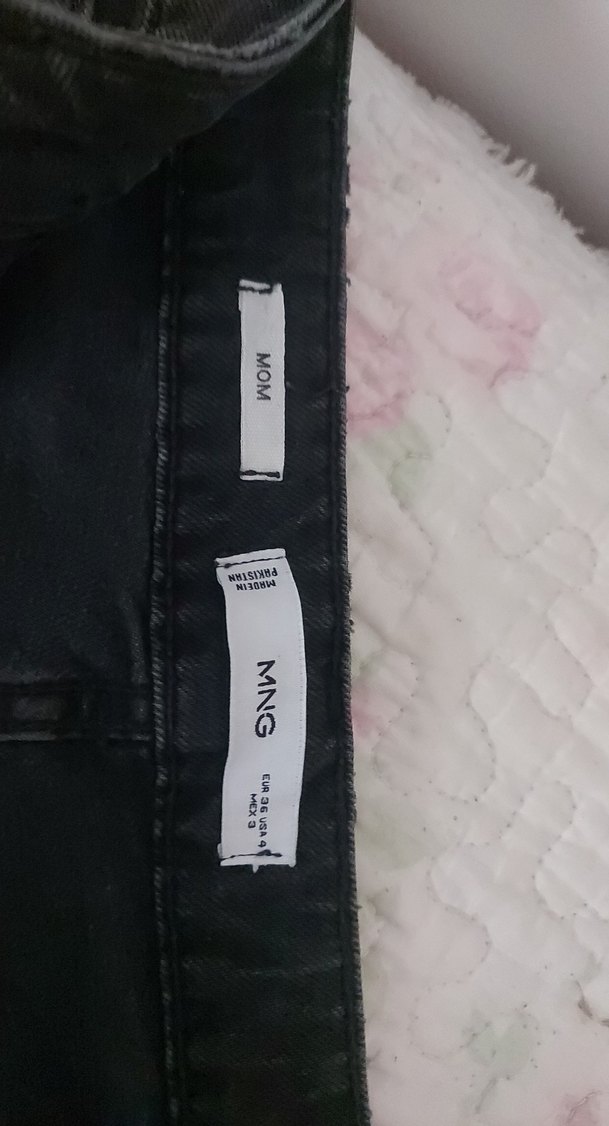 MOM
MADE IN
PAKISTAN
MNG
EUR 36 USA 4
MEX 3